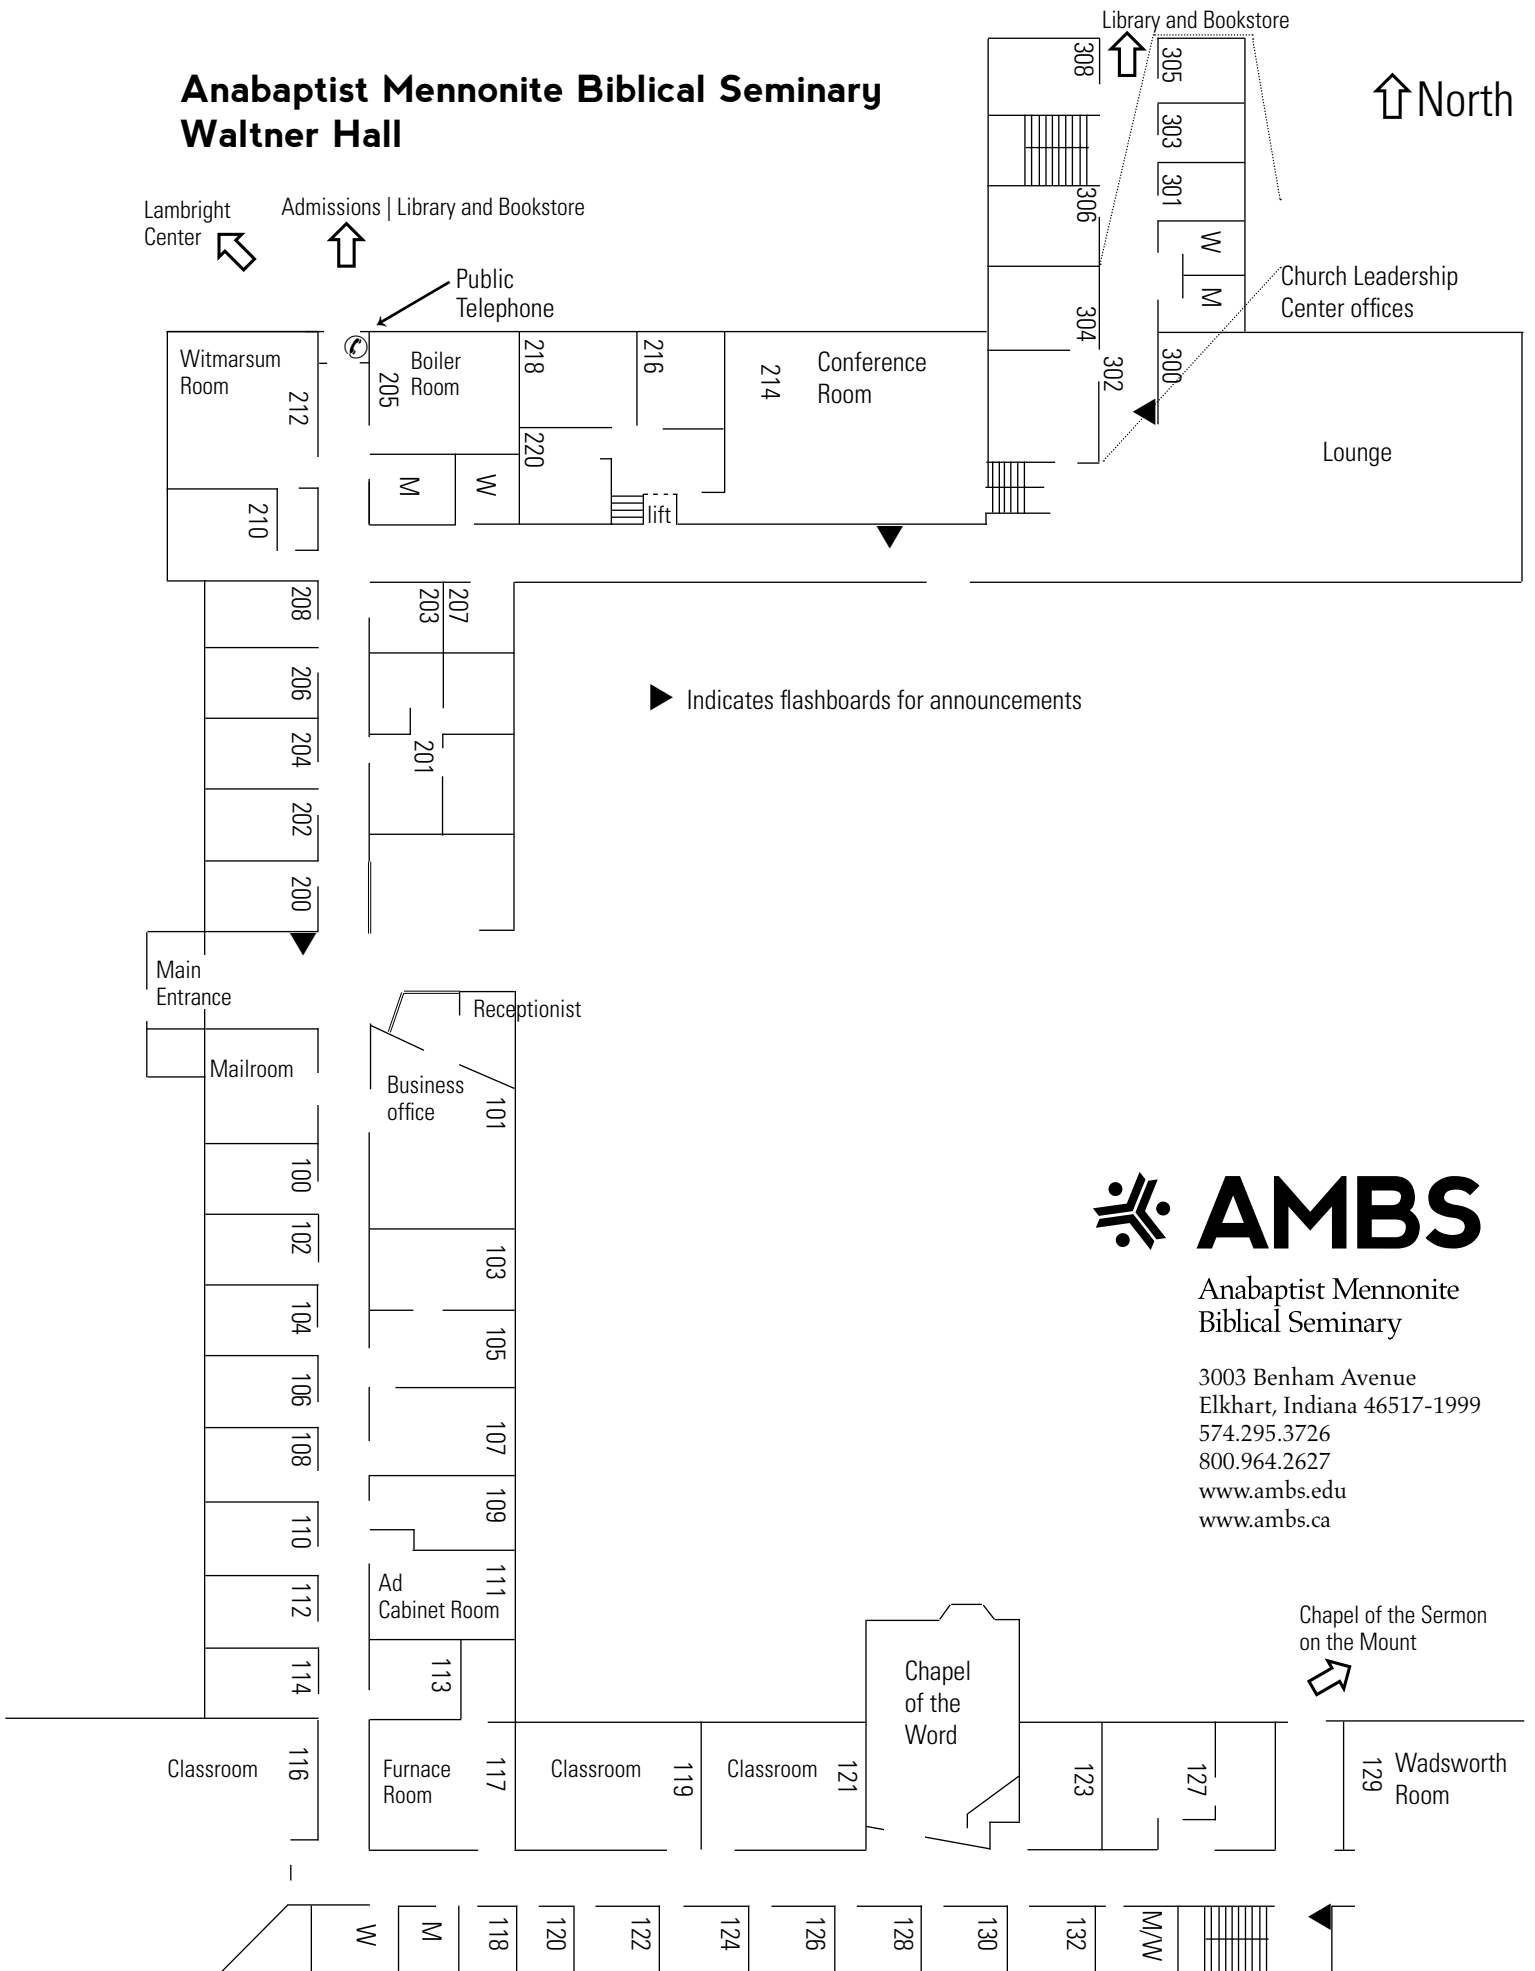 Library and Bookstore
Anabaptist Mennonite Biblical Seminary
Waltner Hall
North
308
305
303
301
306
W
M
Lambright
Center
Admissions | Library and Bookstore
Public
Telephone
Church Leadership
Center offices
304
302
300
Witmarsum
Room
212
205
Boiler
Room
218
216
214
Conference
Room
Lounge
220
M
W
lift
210
208
203
207
206
Indicates flashboards for announcements
204
201
202
200
Main
Entrance
Receptionist
Mailroom
Business
office
101
100
102
103
104
105
106
107
108
109
110
111
Ad
Cabinet Room
112
113
114
AMBS
Anabaptist Mennonite
Biblical Seminary
3003 Benham Avenue
Elkhart, Indiana 46517-1999
574.295.3726
800.964.2627
www.ambs.edu
www.ambs.ca
Chapel of the Sermon
on the Mount
Chapel
of the
Word
Classroom
116
Furnace
Room
117
Classroom
119
Classroom
121
123
127
129
Wadsworth
Room
W
M
118
120
122
124
126
128
130
132
M/W